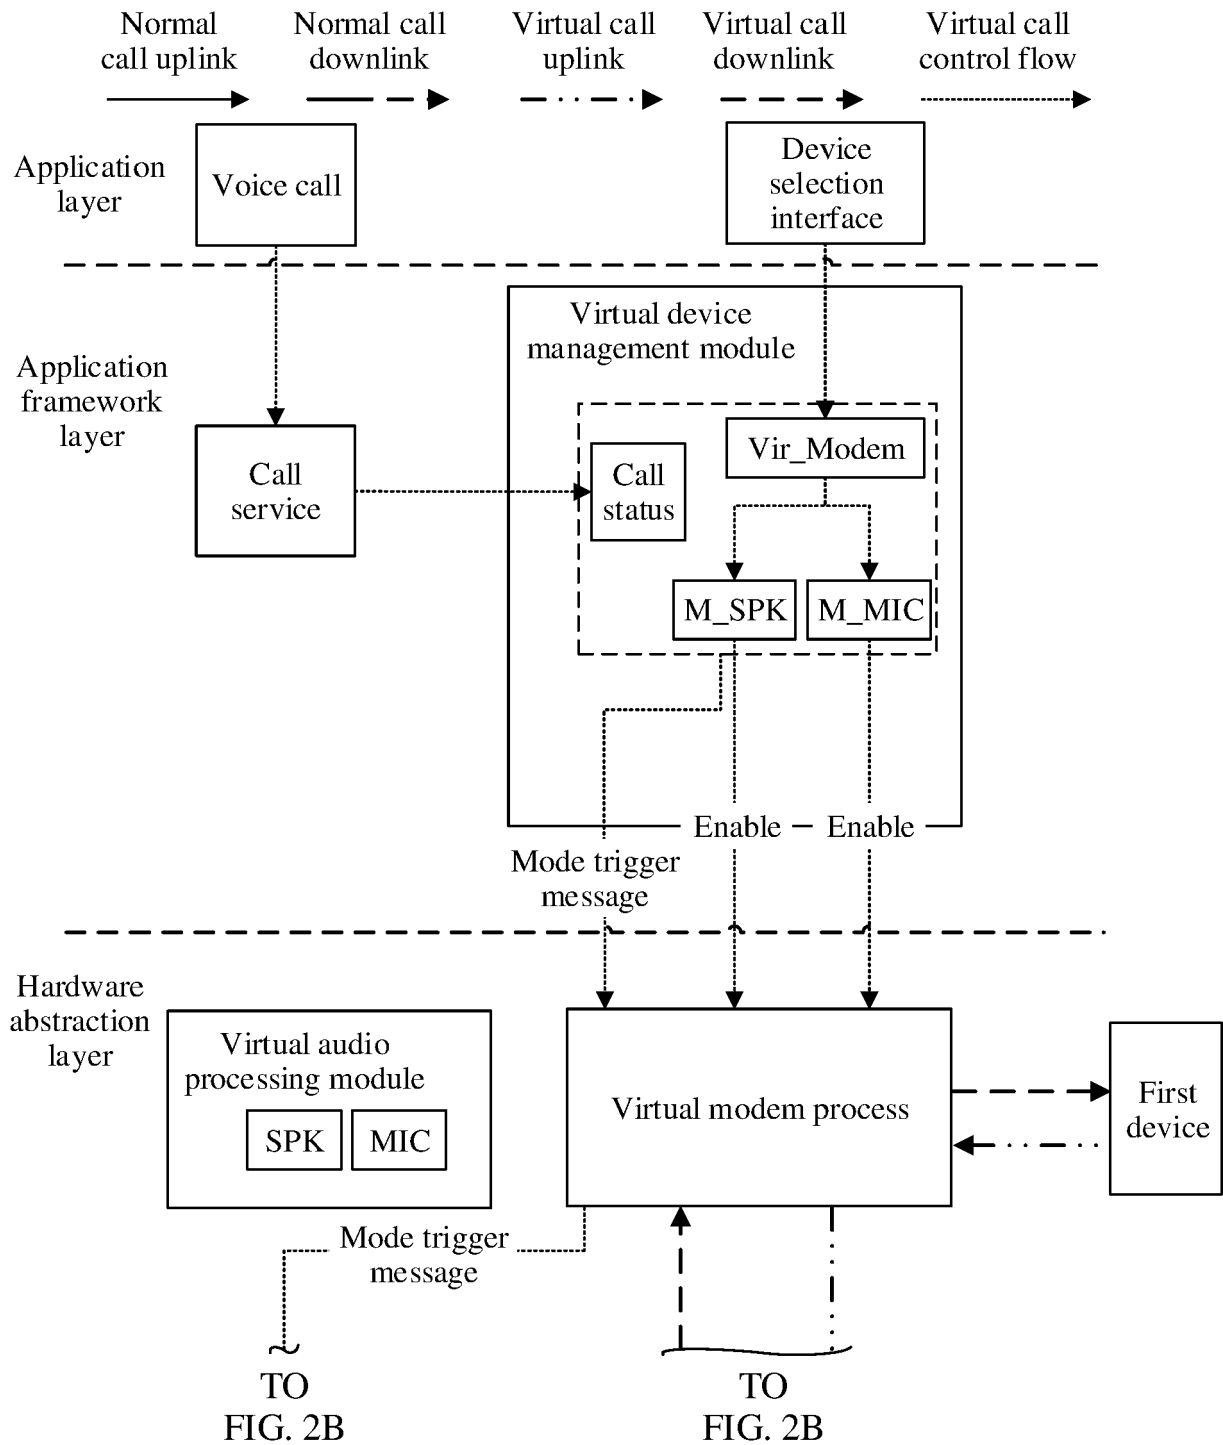 Normal
call uplink
Normal call
downlink
Virtual call
uplink
Virtual call
downlink
Virtual call
control flow
Application
layer
Voice call
Device
selection
interface
Application
framework
layer
Virtual device
management module
Call
service
Call
status
Vir_Modem
M_SPK
M_MIC
Enable
Enable
Mode trigger
message
Hardware
abstraction
layer
Virtual audio
processing module
SPK
MIC
Virtual modem process
First
device
Mode trigger
message
TO
FIG. 2B
TO
FIG. 2B